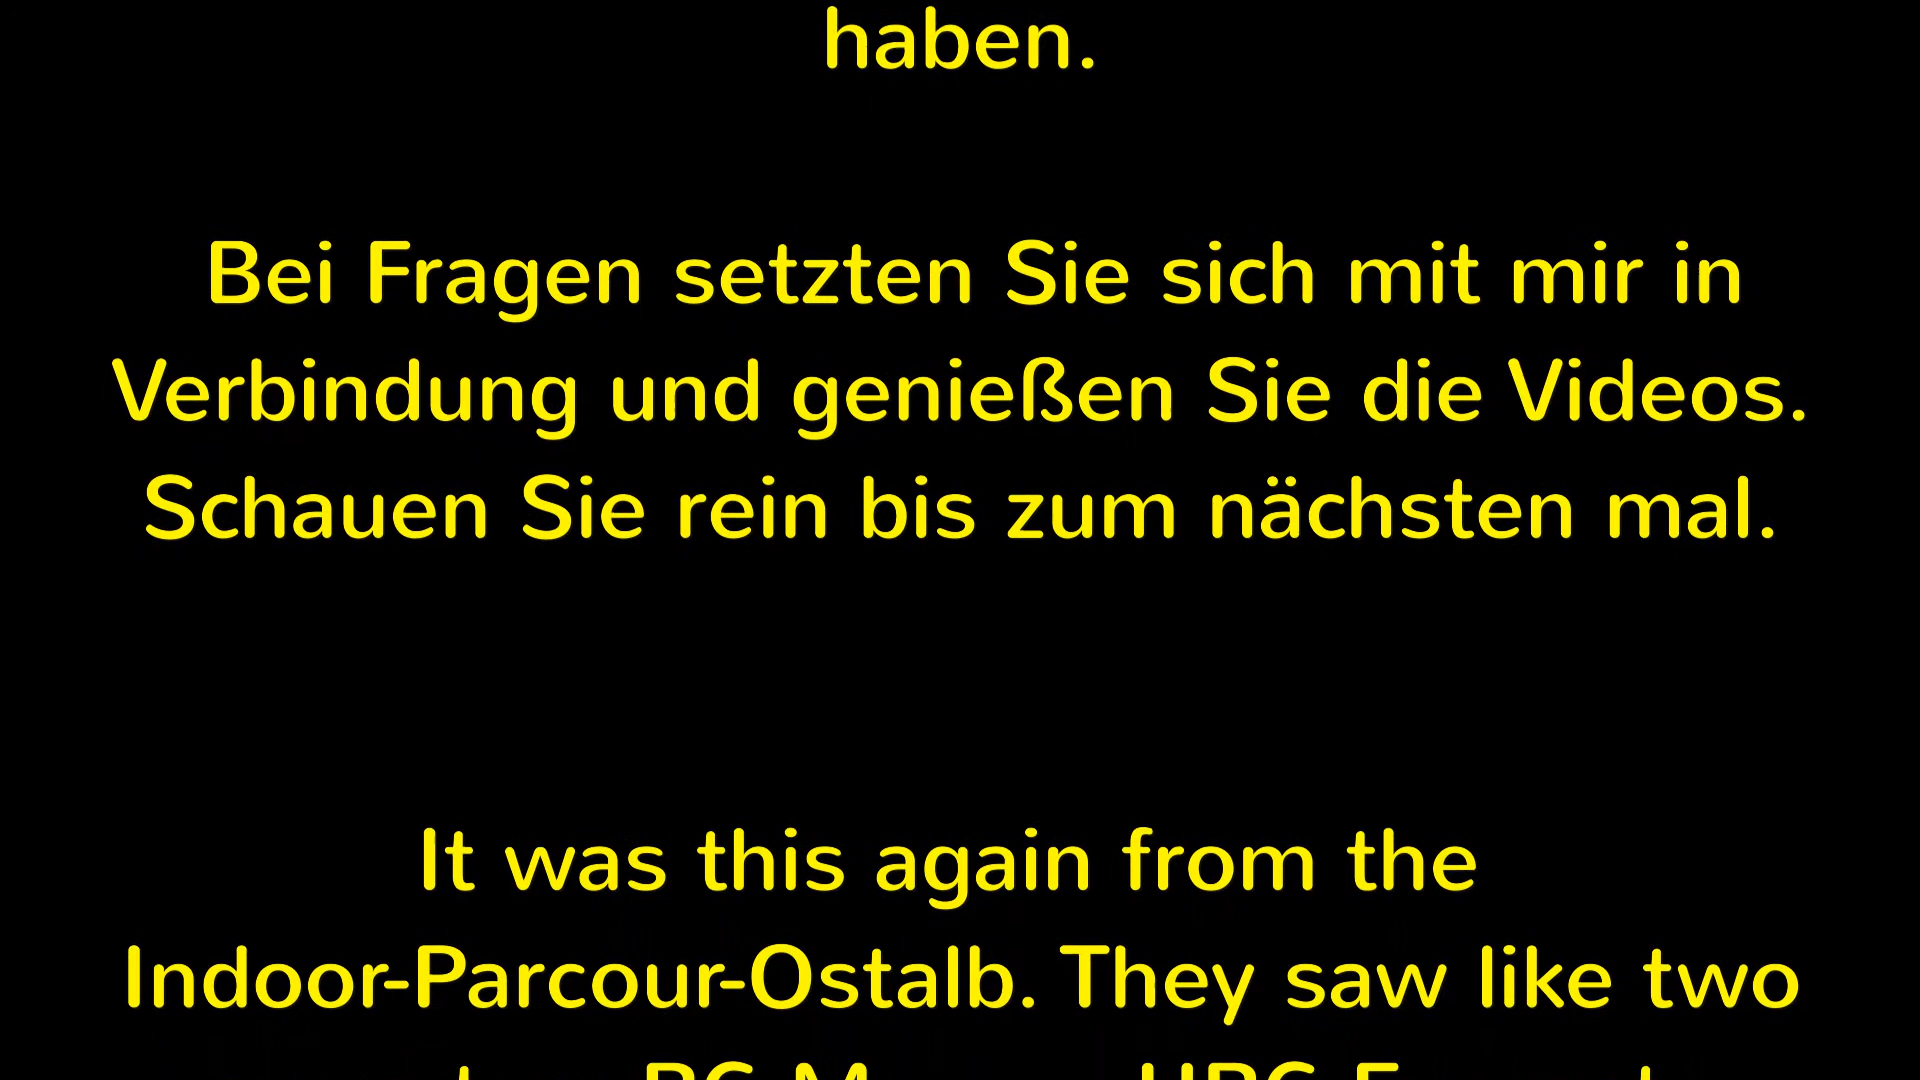 haben.
Bei Fragen setzten Sie sich mit mir in
Verbindung und genießen Sie die Videos.
Schauen Sie rein bis zum nächsten mal.
It was this again from the
Indoor-Parcour-Ostalb. They saw like two